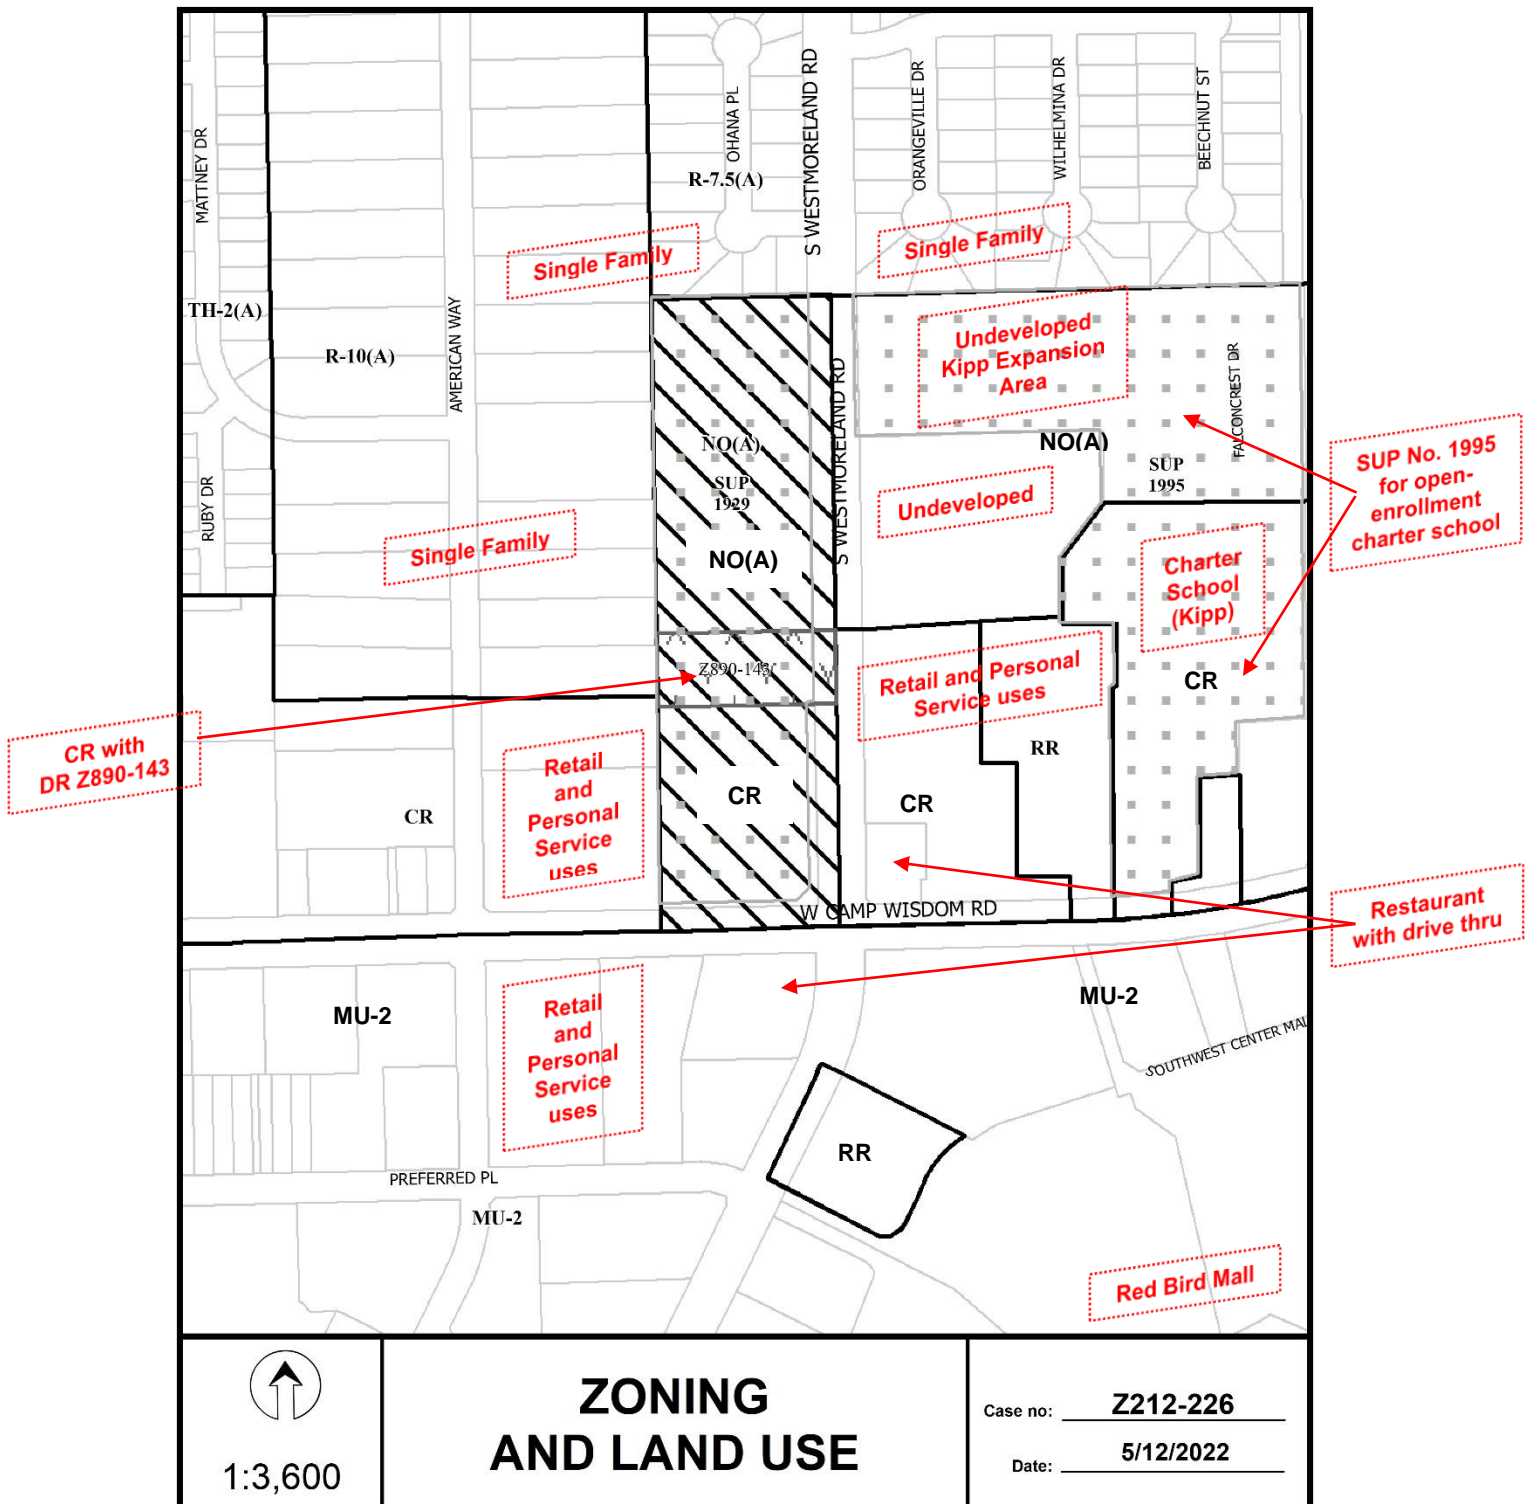 MATTNEY DR
OHANA PL
S WESTMORELAND RD
ORANGEVILLE DR
WILHELMINA DR
BEECHNUT ST
R-7.5(A)
Single Family
Single Family
TH-2(A)
R-10(A)
AMERICAN WAY
Undeveloped
Kipp Expansion
Area
S WESTMORELAND RD
FALCONCREST DR
NO(A)
SUP
1929
NO(A)
NO(A)
SUP
1995
SUP No. 1995
for open-
enrollment
charter school
RUBY DR
Undeveloped
Single Family
Charter
School
(Kipp)
Z890-143
Retail and Personal
Service uses
CR
CR with
DR Z890-143
Retail
and
Personal
Service
uses
RR
CR
CR
CR
W CAMP WISDOM RD
Restaurant
with drive thru
MU-2
Retail
and
Personal
Service
uses
MU-2
SOUTHWEST CENTER MAL
RR
PREFERRED PL
MU-2
Red Bird Mall
1:3,600
ZONING
AND LAND USE
Case no: Z212-226
Date: 5/12/2022